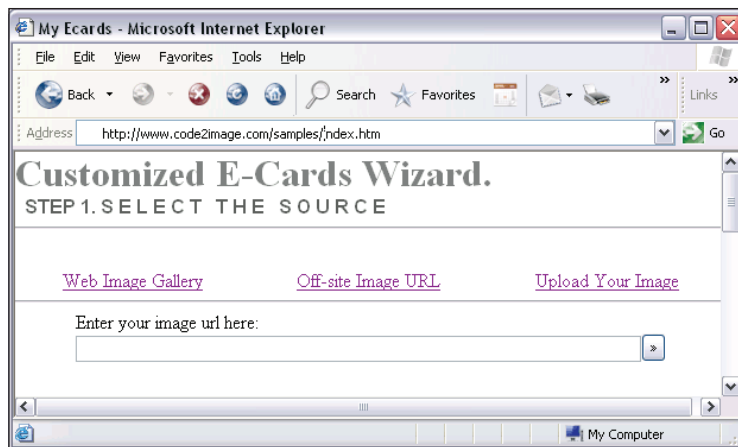 My Ecards - Microsoft Internet Explorer
File Edit View Favorites Tools Help
Back Search Favorites » Links »
Address http://www.code2image.com/samples/index.htm Go
Customized E-Cards Wizard.
STEP 1. SELECT THE SOURCE
Web Image Gallery Off-site Image URL Upload Your Image
Enter your image url here:
»
My Computer